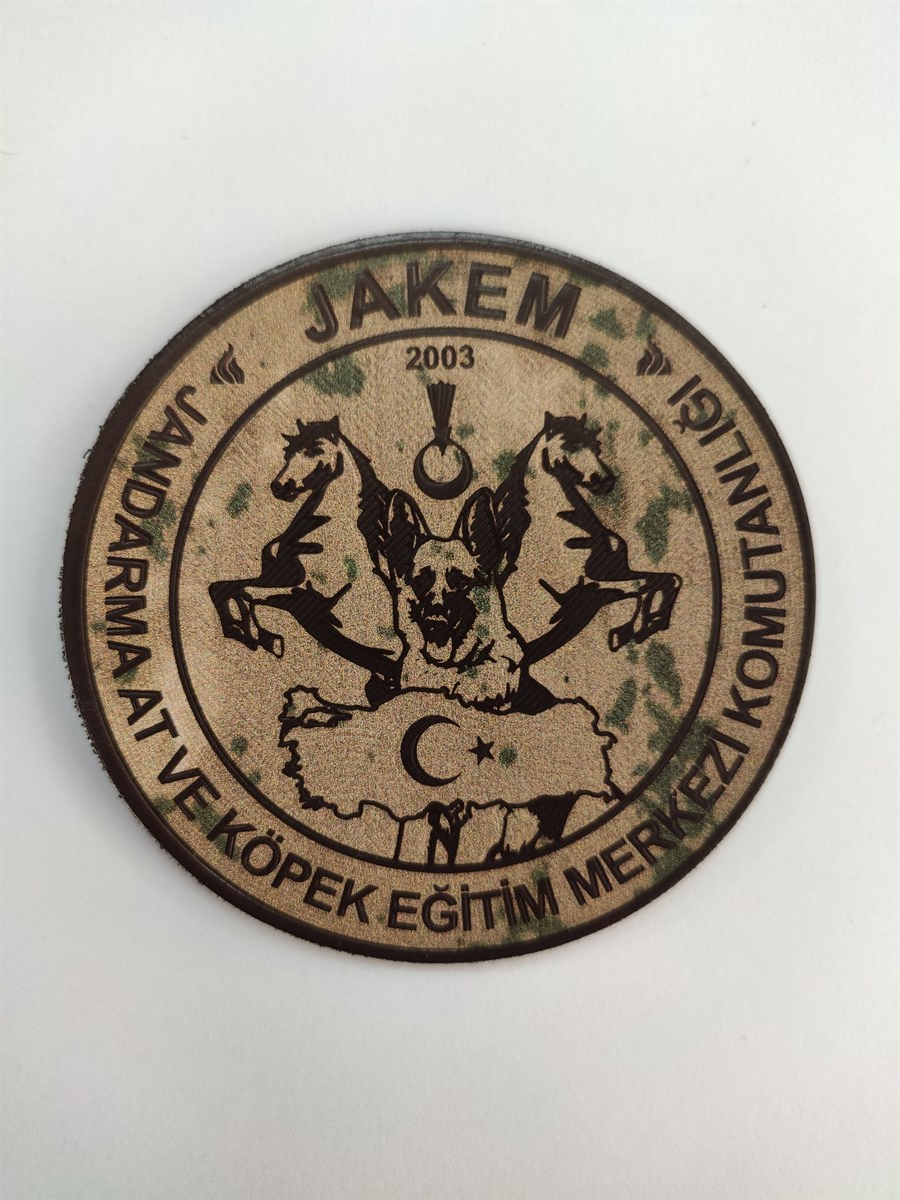 JAKEM
2003
JANDARMA AT VE KÖPEK EĞİTİM MERKEZİ KOMUTANLIĞI